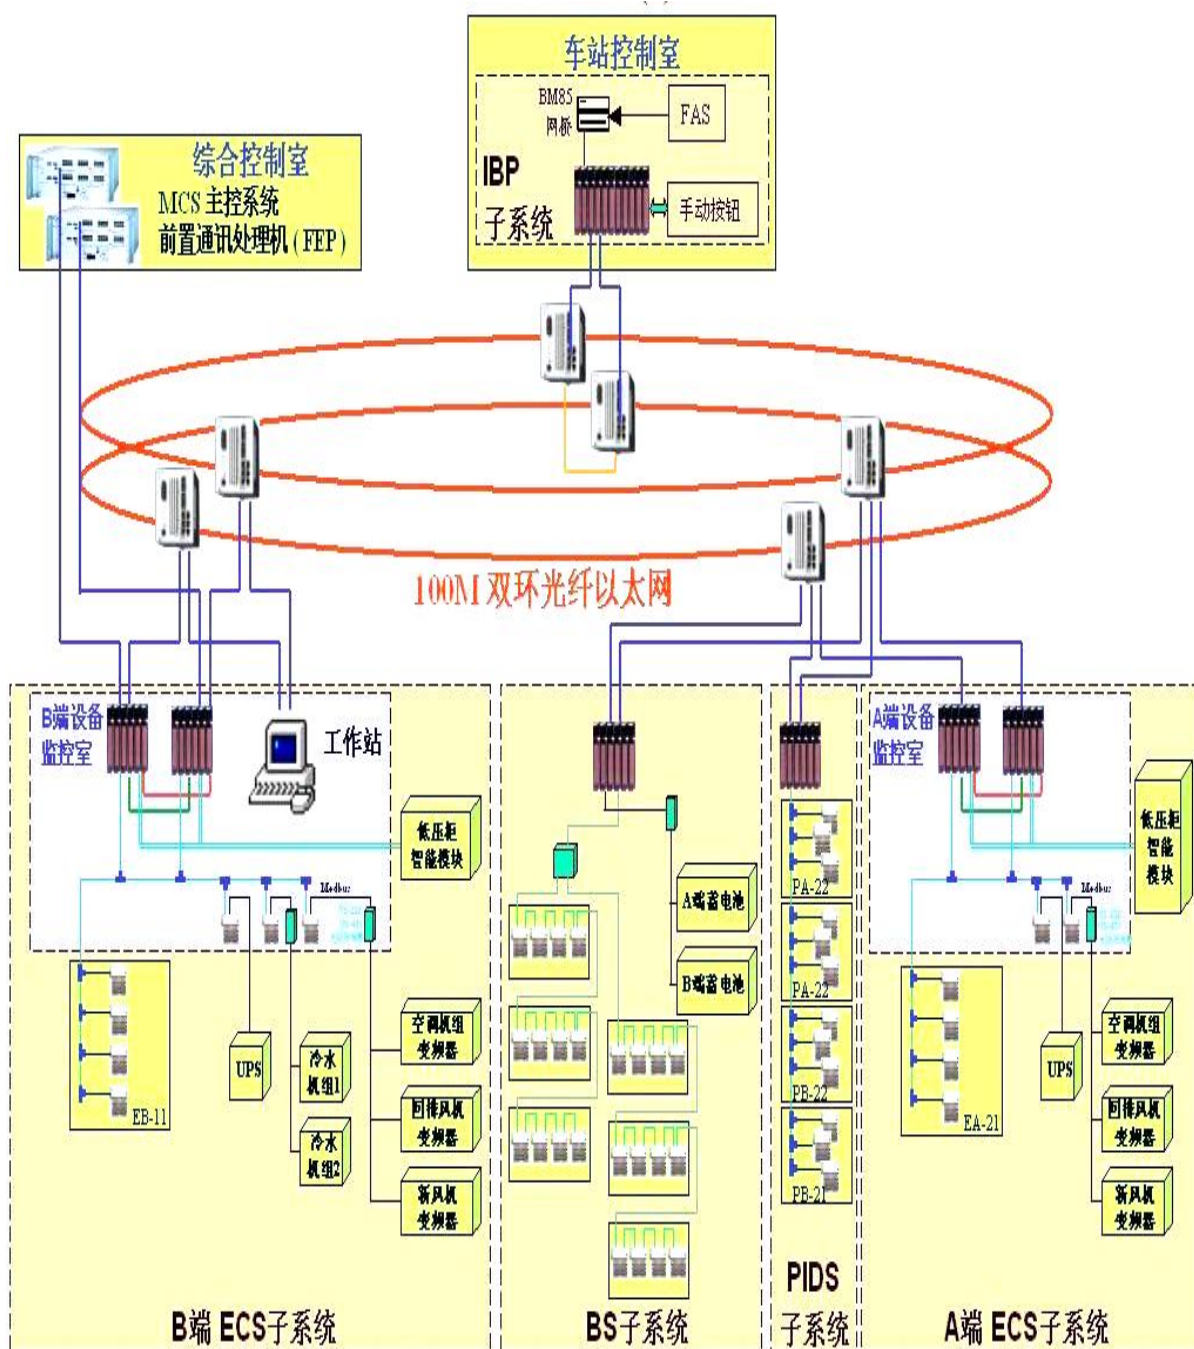 车站控制室
BM85
网桥
FAS
IBP
子系统
手动按钮
综合控制室
MCS 主控系统
前置通讯处理机 ( FEP )
100M 双环光纤以太网
B端设备
监控室
工作站
低压柜
智能模块
Modbus
EB-11
UPS
冷水
机组1
冷水
机组2
空调机组
变频器
回排风机
变频器
新风机
变频器
B端 ECS子系统
A端蓄电池
B端蓄电池
BS子系统
PA-22
PA-22
PB-22
PB-21
PIDS
子系统
A端设备
监控室
低压柜
智能
模块
Modbus
EA-21
UPS
空调机组
变频器
回排风机
变频器
新风机
变频器
A端 ECS子系统